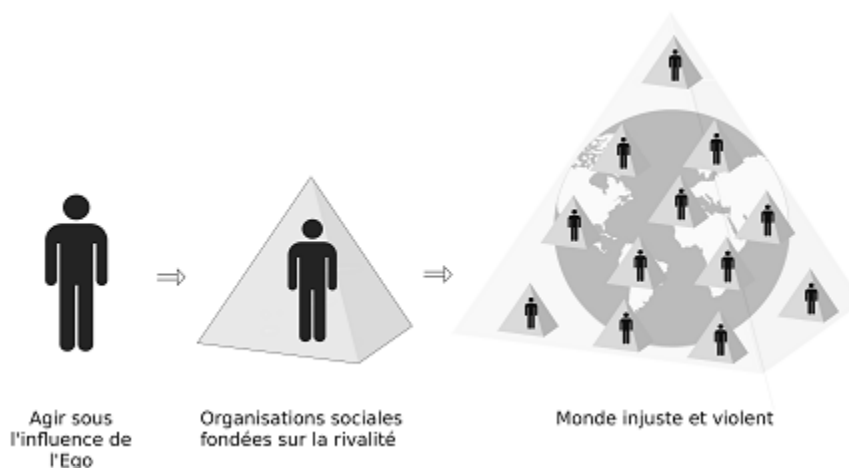 Agir sous
l'influence de
l'Ego
Organisations sociales
fondées sur la rivalité
Monde injuste et violent